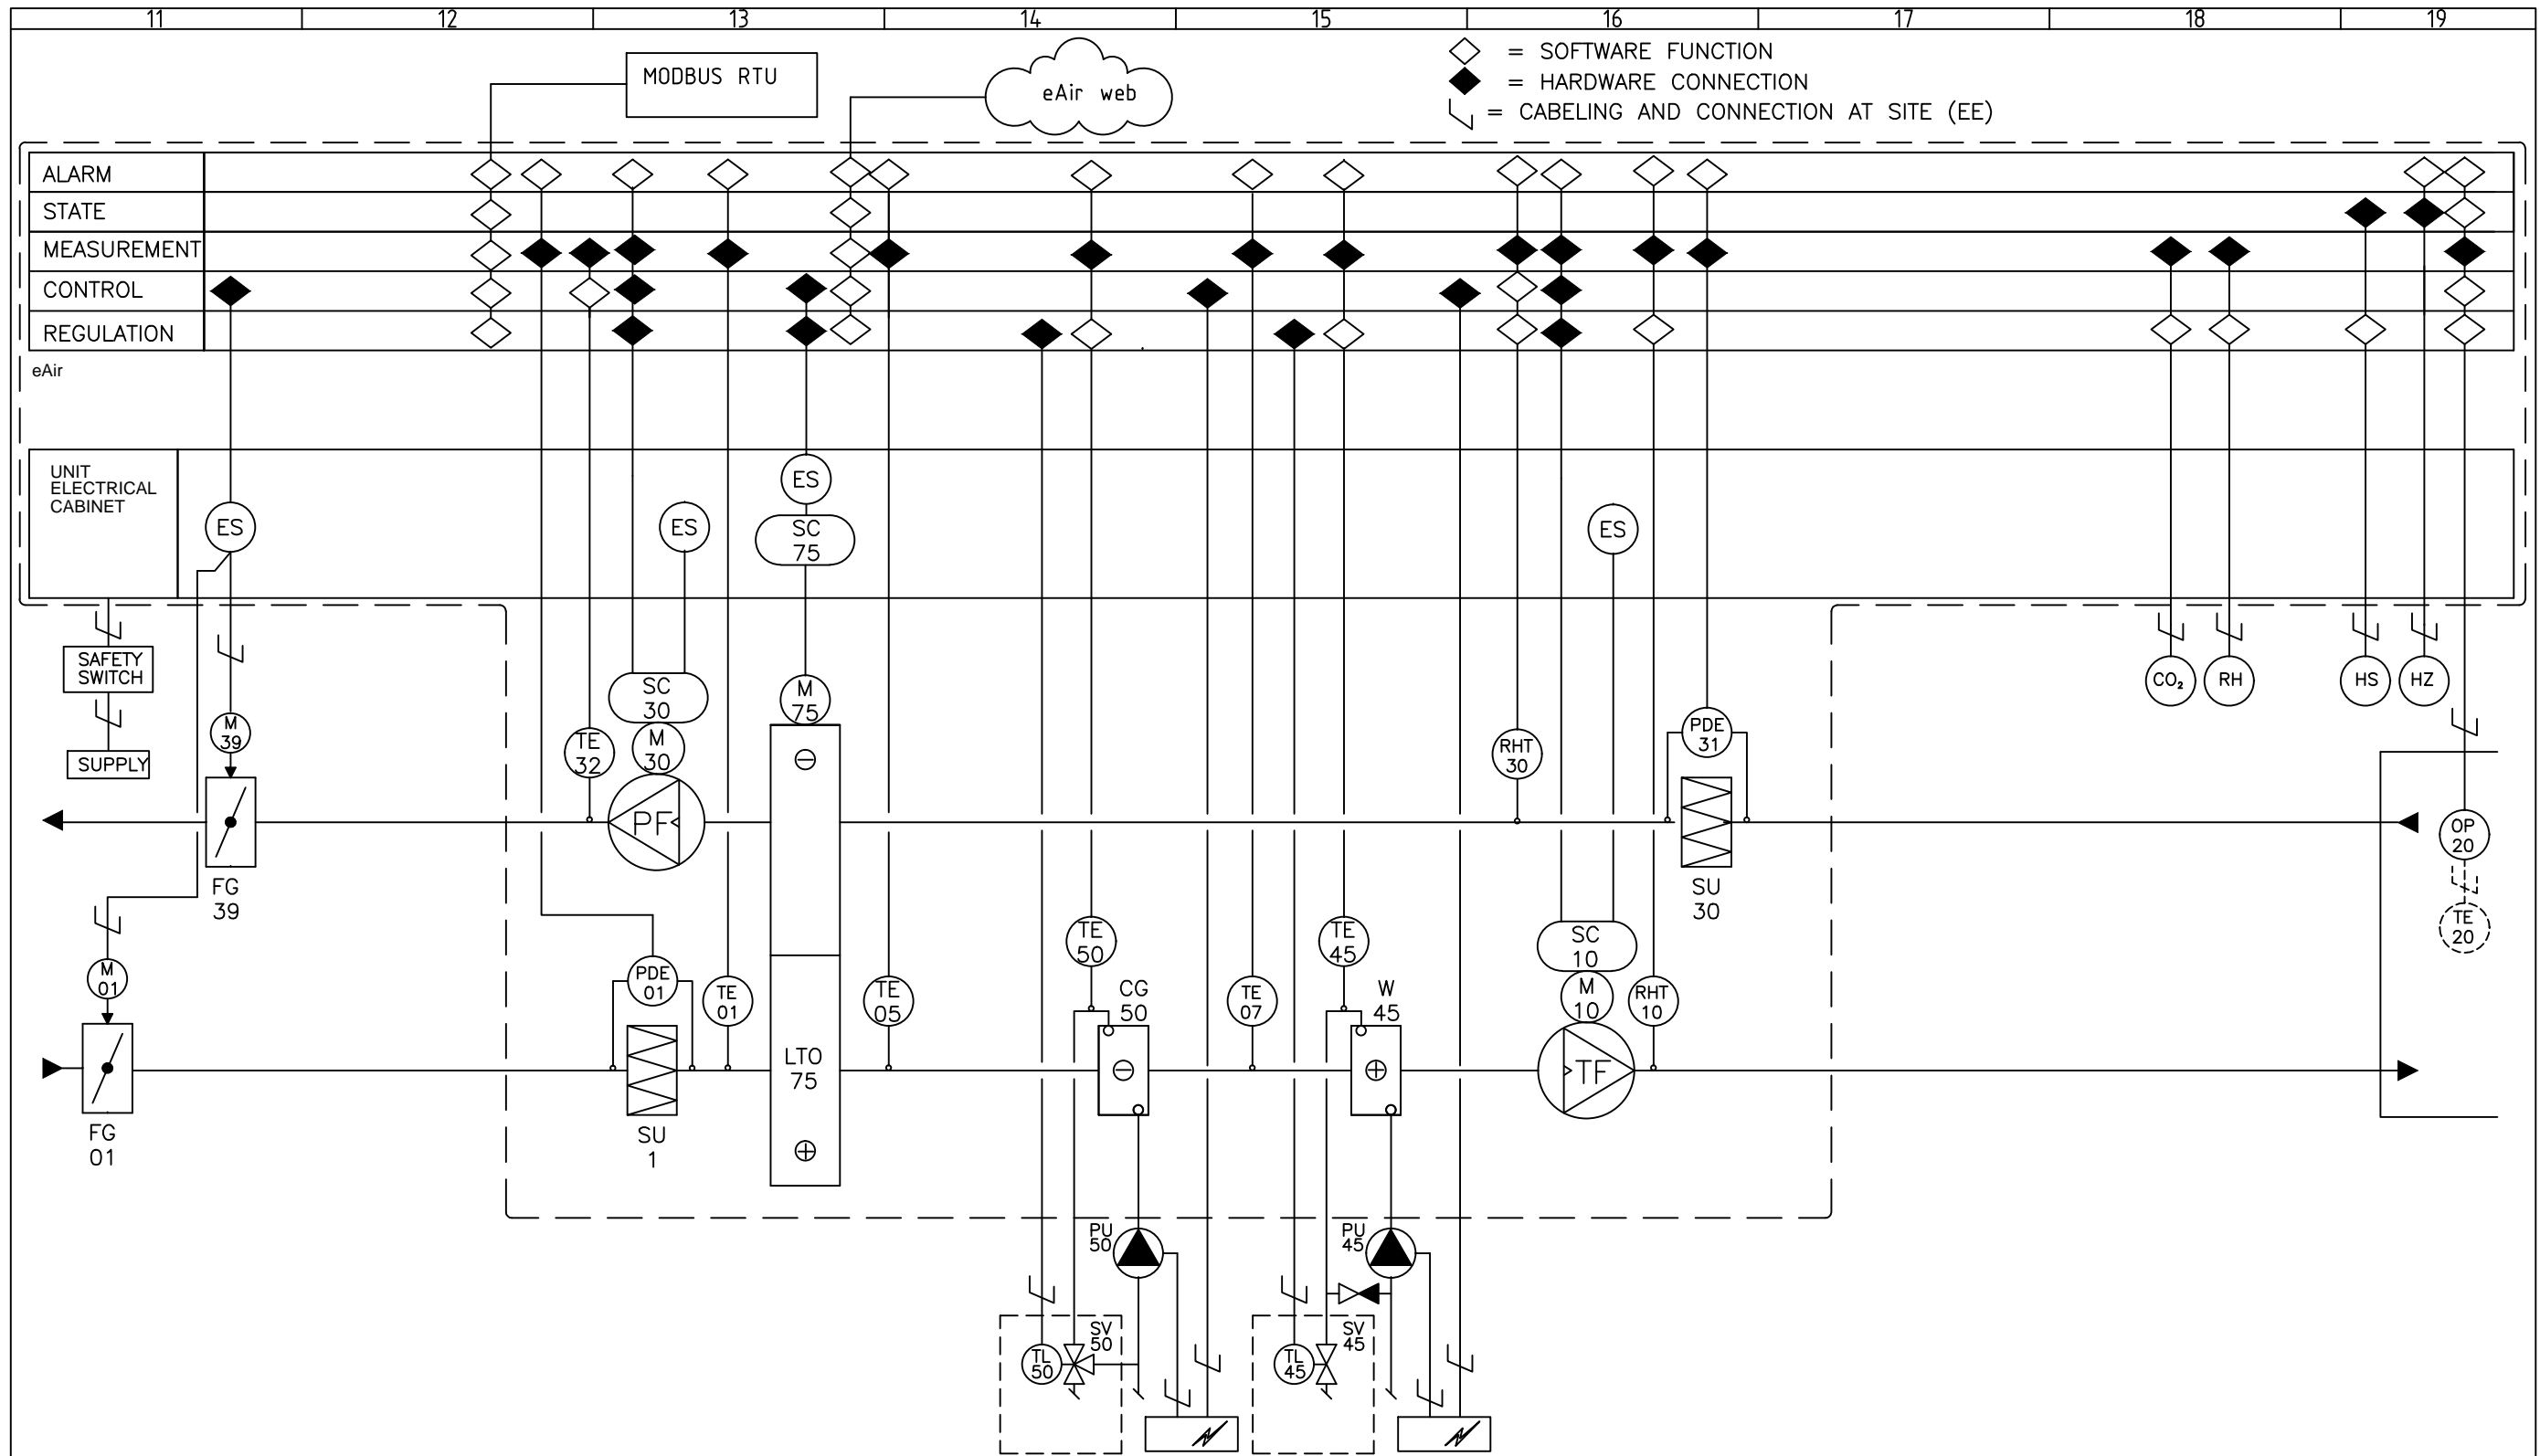 11 12 13 14 15 16 17 18 19
MODBUS RTU
eAir web
= SOFTWARE FUNCTION
= HARDWARE CONNECTION
= CABELING AND CONNECTION AT SITE (EE)
ALARM
STATE
MEASUREMENT
CONTROL
REGULATION
eAir
UNIT
ELECTRICAL
CABINET
ES
ES
ES
SC
75
ES
SAFETY
SWITCH
SUPPLY
M
39
TE
32
SC
30
M
30
M
75
RHT
30
PDE
31
CO₂
RH
HS
HZ
PF
FG
39
SU
30
OP
20
TE
20
M
01
FG
01
PDE
01
SU
1
TE
01
LTO
75
TE
05
TE
50
CG
50
TE
07
TE
45
W
45
SC
10
M
10
TF
RHT
10
PU
50
PU
45
TL
50
SV
50
TL
45
SV
45